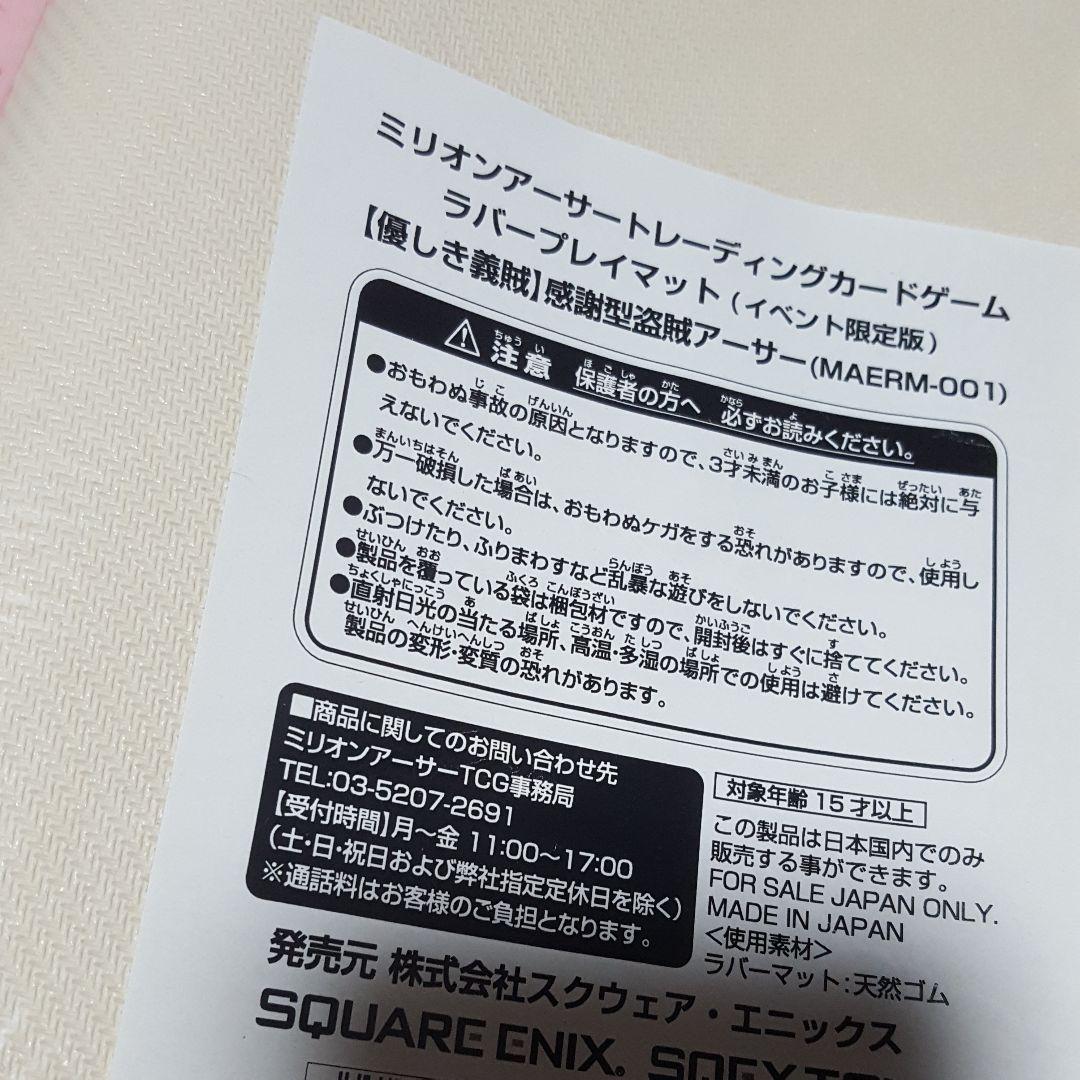 ミリオンアーサートレーディングカードゲーム
ラバープレイマット(イベント限定版)
【優しき義賊】感謝型盗賊アーサー(MAERM-001)
注意 保護者の方へ 必ずお読みください。
●おもわぬ事故の原因となりますので、3才未満のお子様には絶対に与
えないでください。
●万一破損した場合は、おもわぬケガをする恐れがありますので、使用し
ないでください。
●ぶつけたり、ふりまわすなど乱暴な遊びをしないでください。
●製品を覆っている袋は梱包材ですので、開封後はすぐに捨ててください。
●直射日光の当たる場所、高温・多湿の場所での使用は避けてください。
製品の変形・変質の恐れがあります。
■商品に関してのお問い合わせ先
ミリオンアーサーTCG事務局
TEL:03-5207-2691
【受付時間】月～金 11:00～17:00
(土・日・祝日および弊社指定定休日を除く)
※通話料はお客様のご負担となります。
対象年齢 15才以上
この製品は日本国内でのみ
販売する事ができます。
FOR SALE JAPAN ONLY.
MADE IN JAPAN
<使用素材>
ラバーマット:天然ゴム
発売元 株式会社スクウェア・エニックス
SQUARE ENIX®